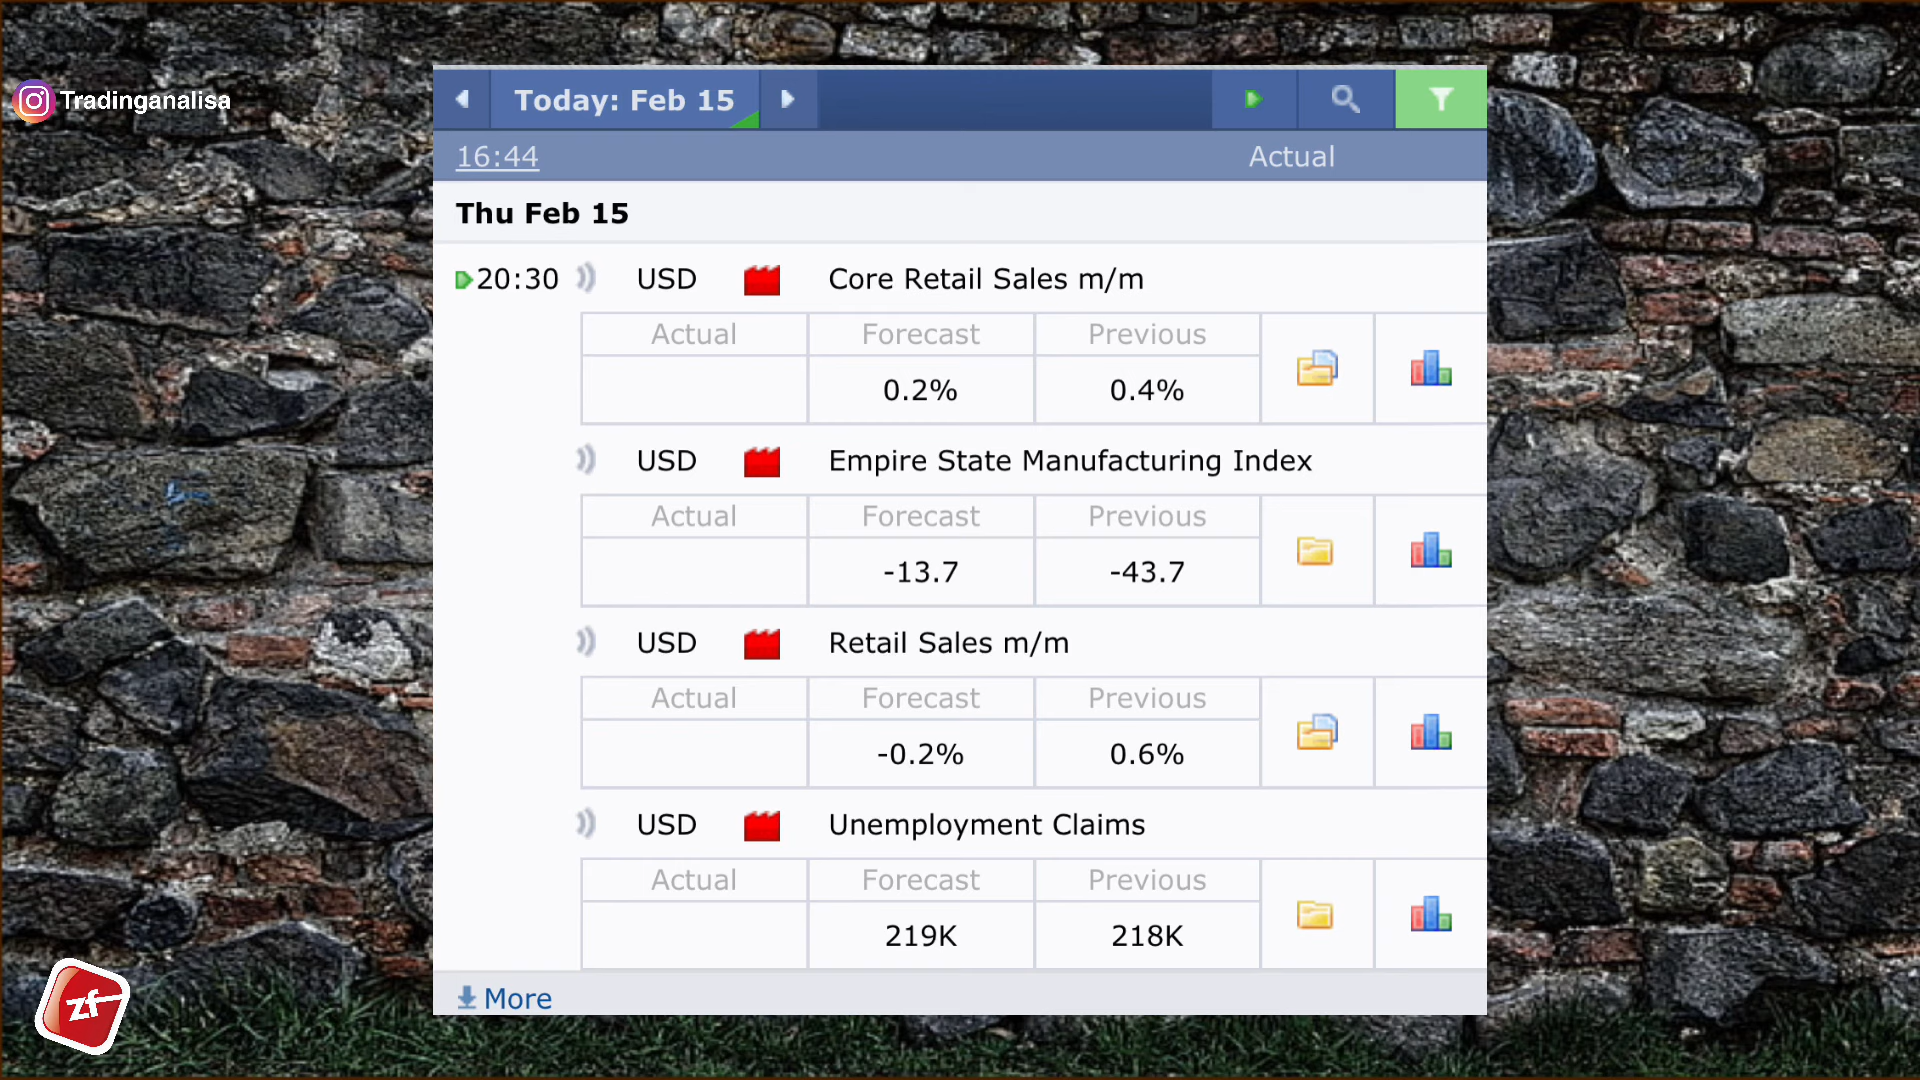 Tradinganalisa
Today: Feb 15
16:44 Actual
Thu Feb 15
20:30 USD Core Retail Sales m/m
Actual Forecast Previous
0.2% 0.4%
USD Empire State Manufacturing Index
Actual Forecast Previous
-13.7 -43.7
USD Retail Sales m/m
Actual Forecast Previous
-0.2% 0.6%
USD Unemployment Claims
Actual Forecast Previous
219K 218K
More
zf